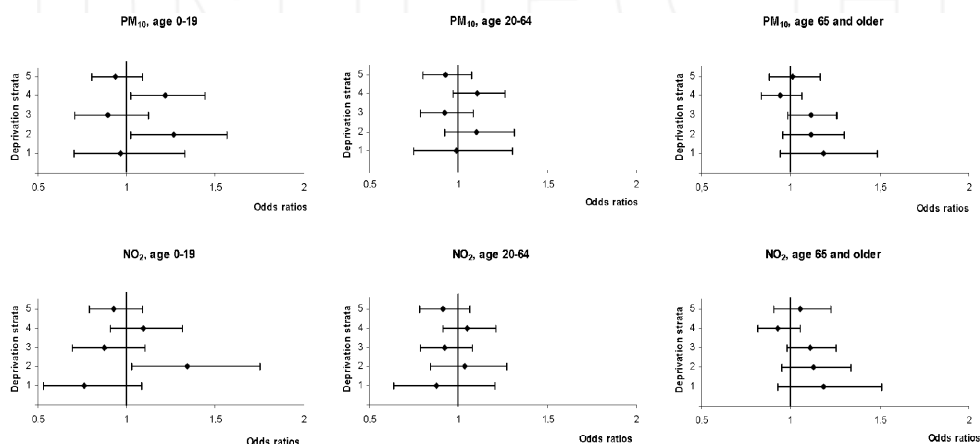 PM₁₀, age 0-19
Deprivation strata
5
4
3
2
1
0.5 1 1.5 2
Odds ratios
PM₁₀, age 20-64
Deprivation strata
5
4
3
2
1
0.5 1 1.5 2
Odds ratios
PM₁₀, age 65 and older
Deprivation strata
5
4
3
2
1
0,5 1 1,5 2
Odds ratios
NO₂, age 0-19
Deprivation strata
5
4
3
2
1
0.5 1 1.5 2
Odds ratios
NO₂, age 20-64
Deprivation strata
5
4
3
2
1
0.5 1 1.5 2
Odds ratios
NO₂, age 65 and older
Deprivation strata
5
4
3
2
1
0.5 1 1.5 2
Odds ratios